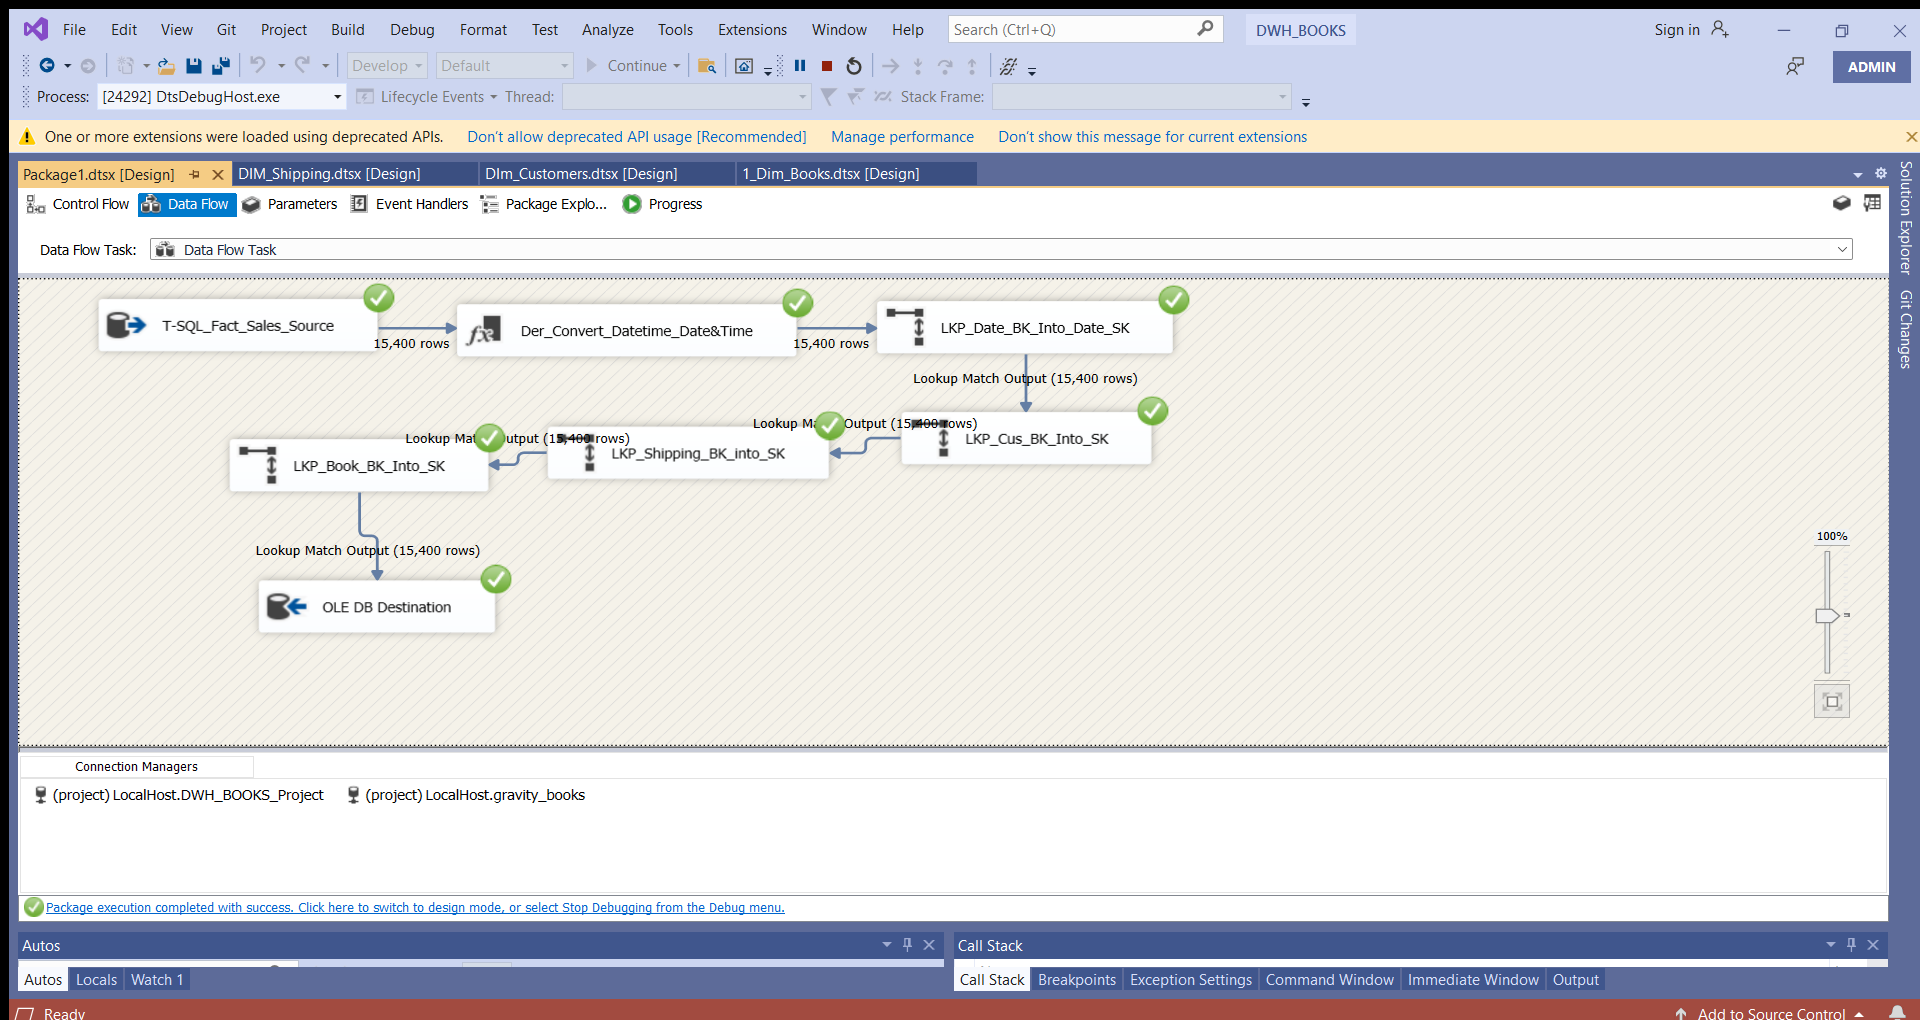 File Edit View Git Project Build Debug Format Test Analyze Tools Extensions Window Help Search (Ctrl+Q) DWH_BOOKS Sign in
Develop Default Continue ADMIN
Process: [24292] DtsDebugHost.exe Lifecycle Events Thread: Stack Frame:
One or more extensions were loaded using deprecated APIs. Don't allow deprecated API usage [Recommended] Manage performance Don't show this message for current extensions
Package1.dtsx [Design] DIM_Shipping.dtsx [Design] DIm_Customers.dtsx [Design] 1_Dim_Books.dtsx [Design]
Control Flow Data Flow Parameters Event Handlers Package Explo... Progress
Data Flow Task: Data Flow Task
Solution Explorer
Git Changes
T-SQL_Fact_Sales_Source
15,400 rows
Der_Convert_Datetime_Date&Time
15,400 rows
LKP_Date_BK_Into_Date_SK
Lookup Match Output (15,400 rows)
LKP_Cus_BK_Into_SK
Lookup Ma Output (15,400 rows)
LKP_Shipping_BK_into_SK
Lookup Mat utput (15,400 rows)
LKP_Book_BK_Into_SK
Lookup Match Output (15,400 rows)
OLE DB Destination
100%
Connection Managers
(project) LocalHost.DWH_BOOKS_Project (project) LocalHost.gravity_books
Package execution completed with success. Click here to switch to design mode, or select Stop Debugging from the Debug menu.
Autos
Autos Locals Watch 1
Call Stack
Call Stack Breakpoints Exception Settings Command Window Immediate Window Output
Ready Add to Source Control